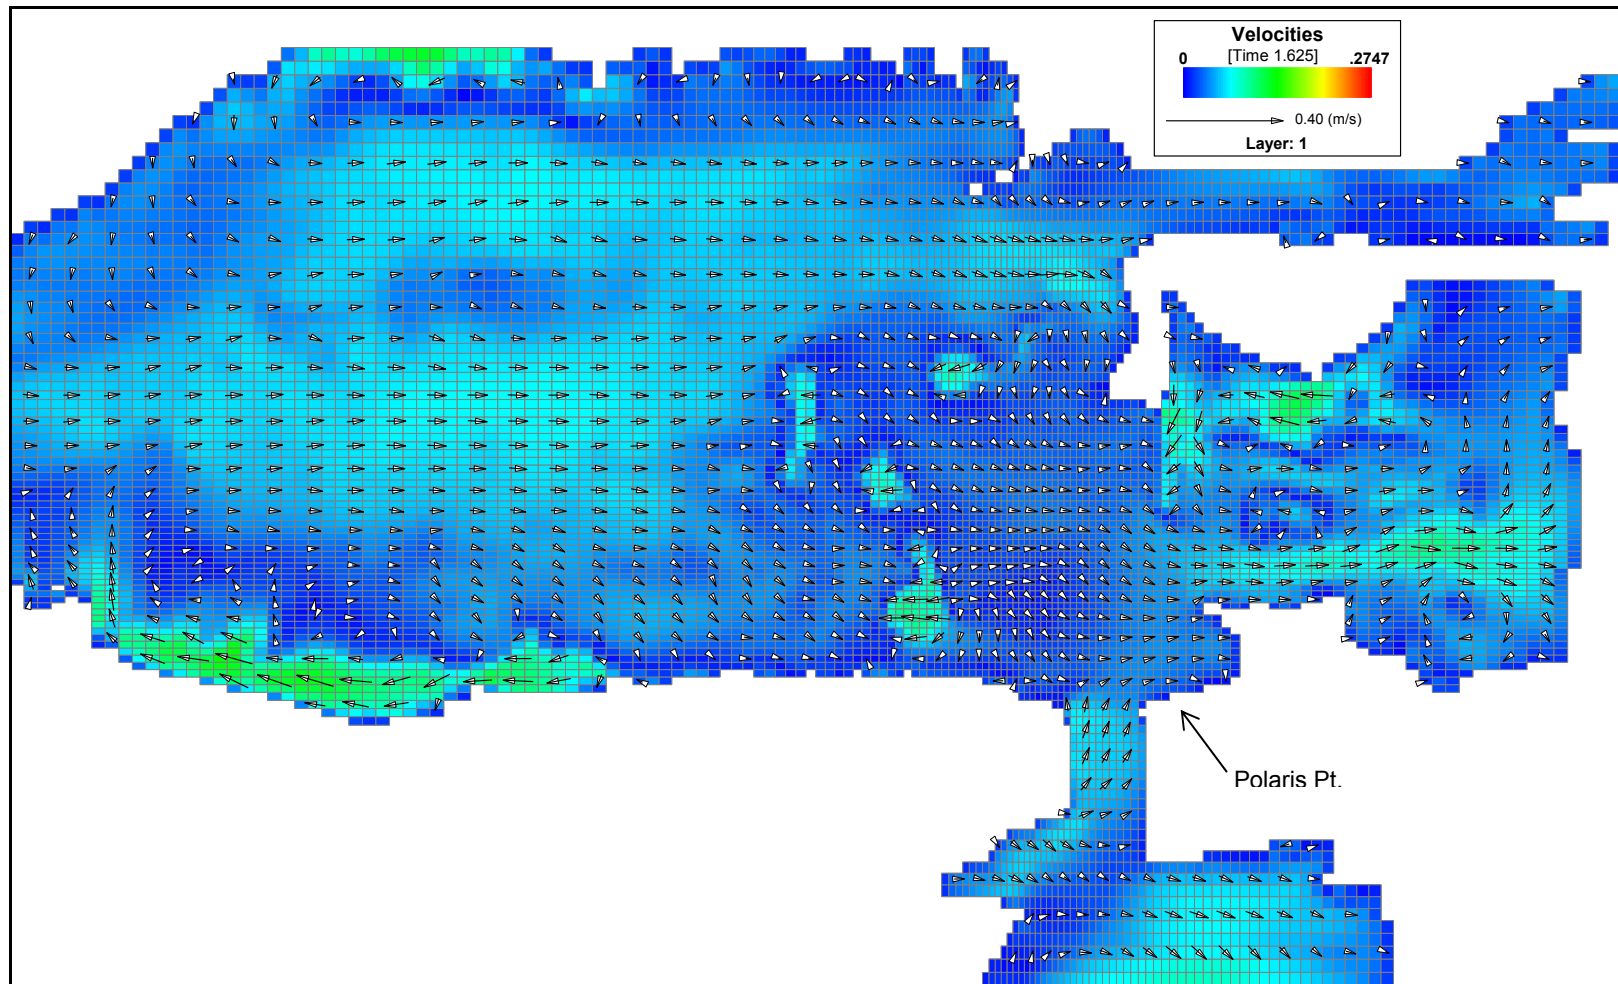 Velocities
0 [Time 1.625] .2747
0.40 (m/s)
Layer: 1
Polaris Pt.